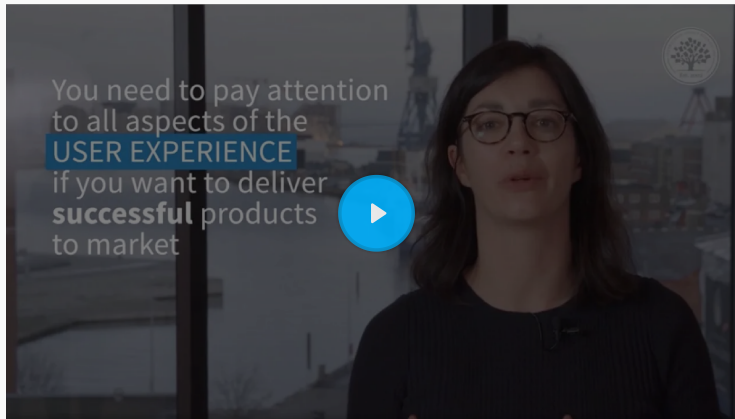 You need to pay attention
to all aspects of the
USER EXPERIENCE
if you want to deliver
successful products
to market